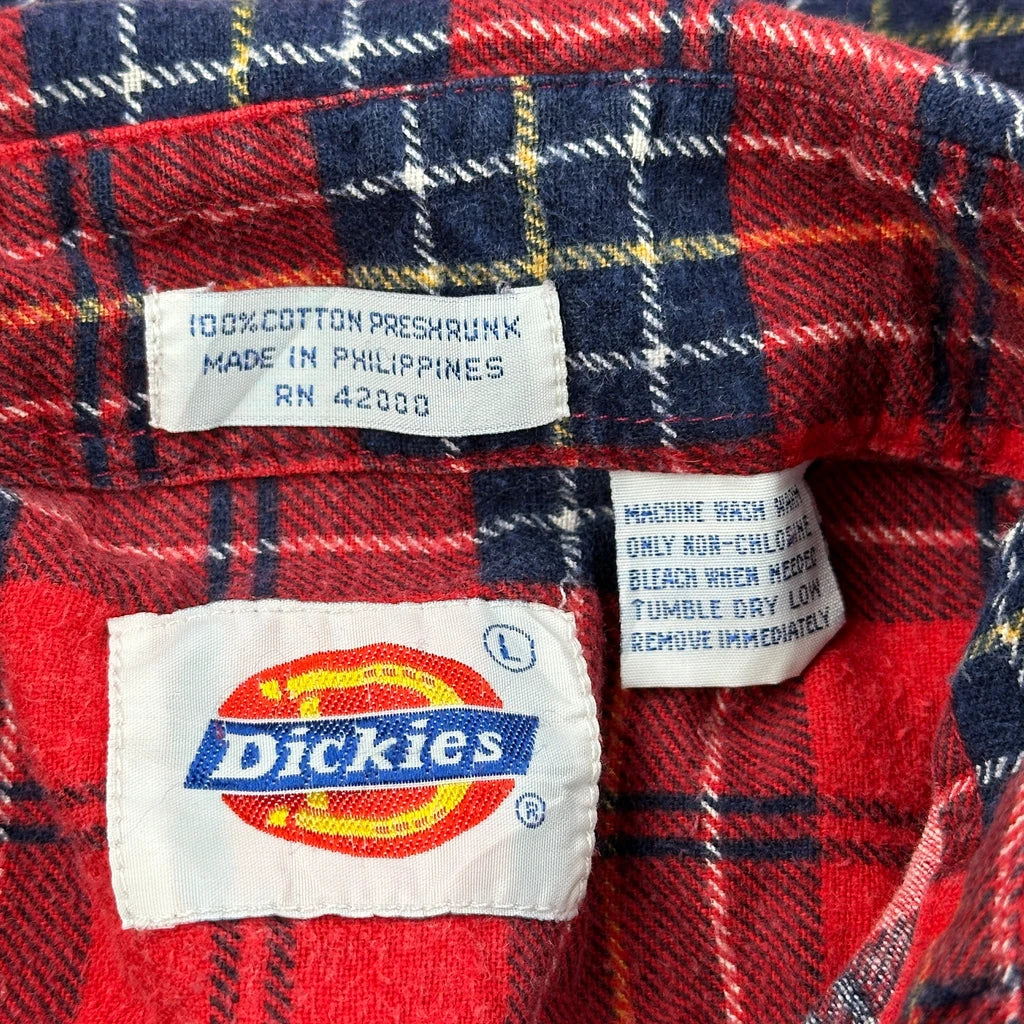 100% COTTON PRESHRUNK
MADE IN PHILIPPINES
RN 42888
MACHINE WASH WARM
ONLY NON-CHLORINE
BLEACH WHEN NEEDED
TUMBLE DRY LOW
REMOVE IMMEDIATELY
L
Dickies
®